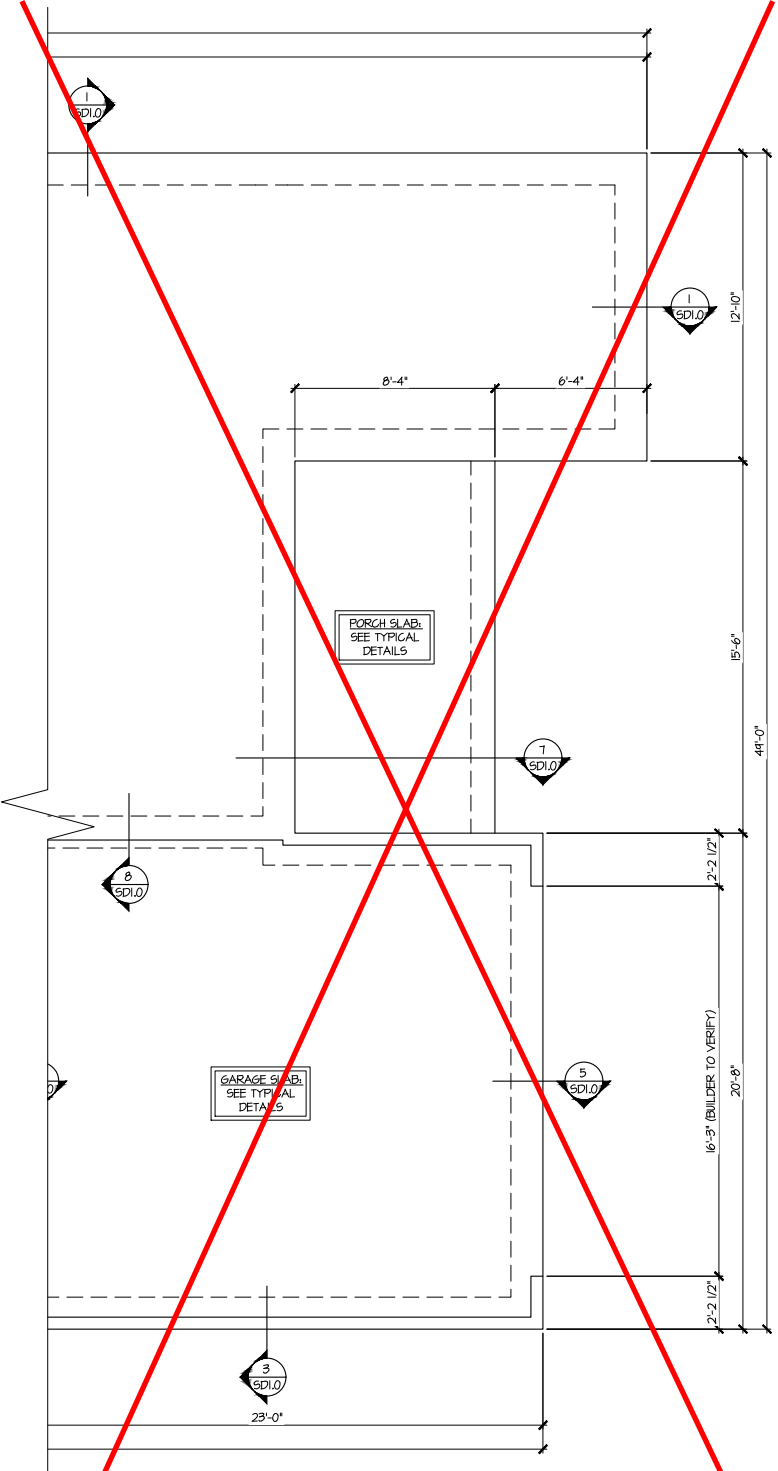 1
SD1.0
1
SD1.0
12'-10"
8'-4"
6'-4"
PORCH SLAB:
SEE TYPICAL
DETAILS
15'-6"
49'-0"
7
SD1.0
2'-2 1/2"
8
SD1.0
GARAGE SLAB:
SEE TYPICAL
DETAILS
5
SD1.0
16'-3" (BUILDER TO VERIFY)
20'-8"
2'-2 1/2"
3
SD1.0
23'-0"